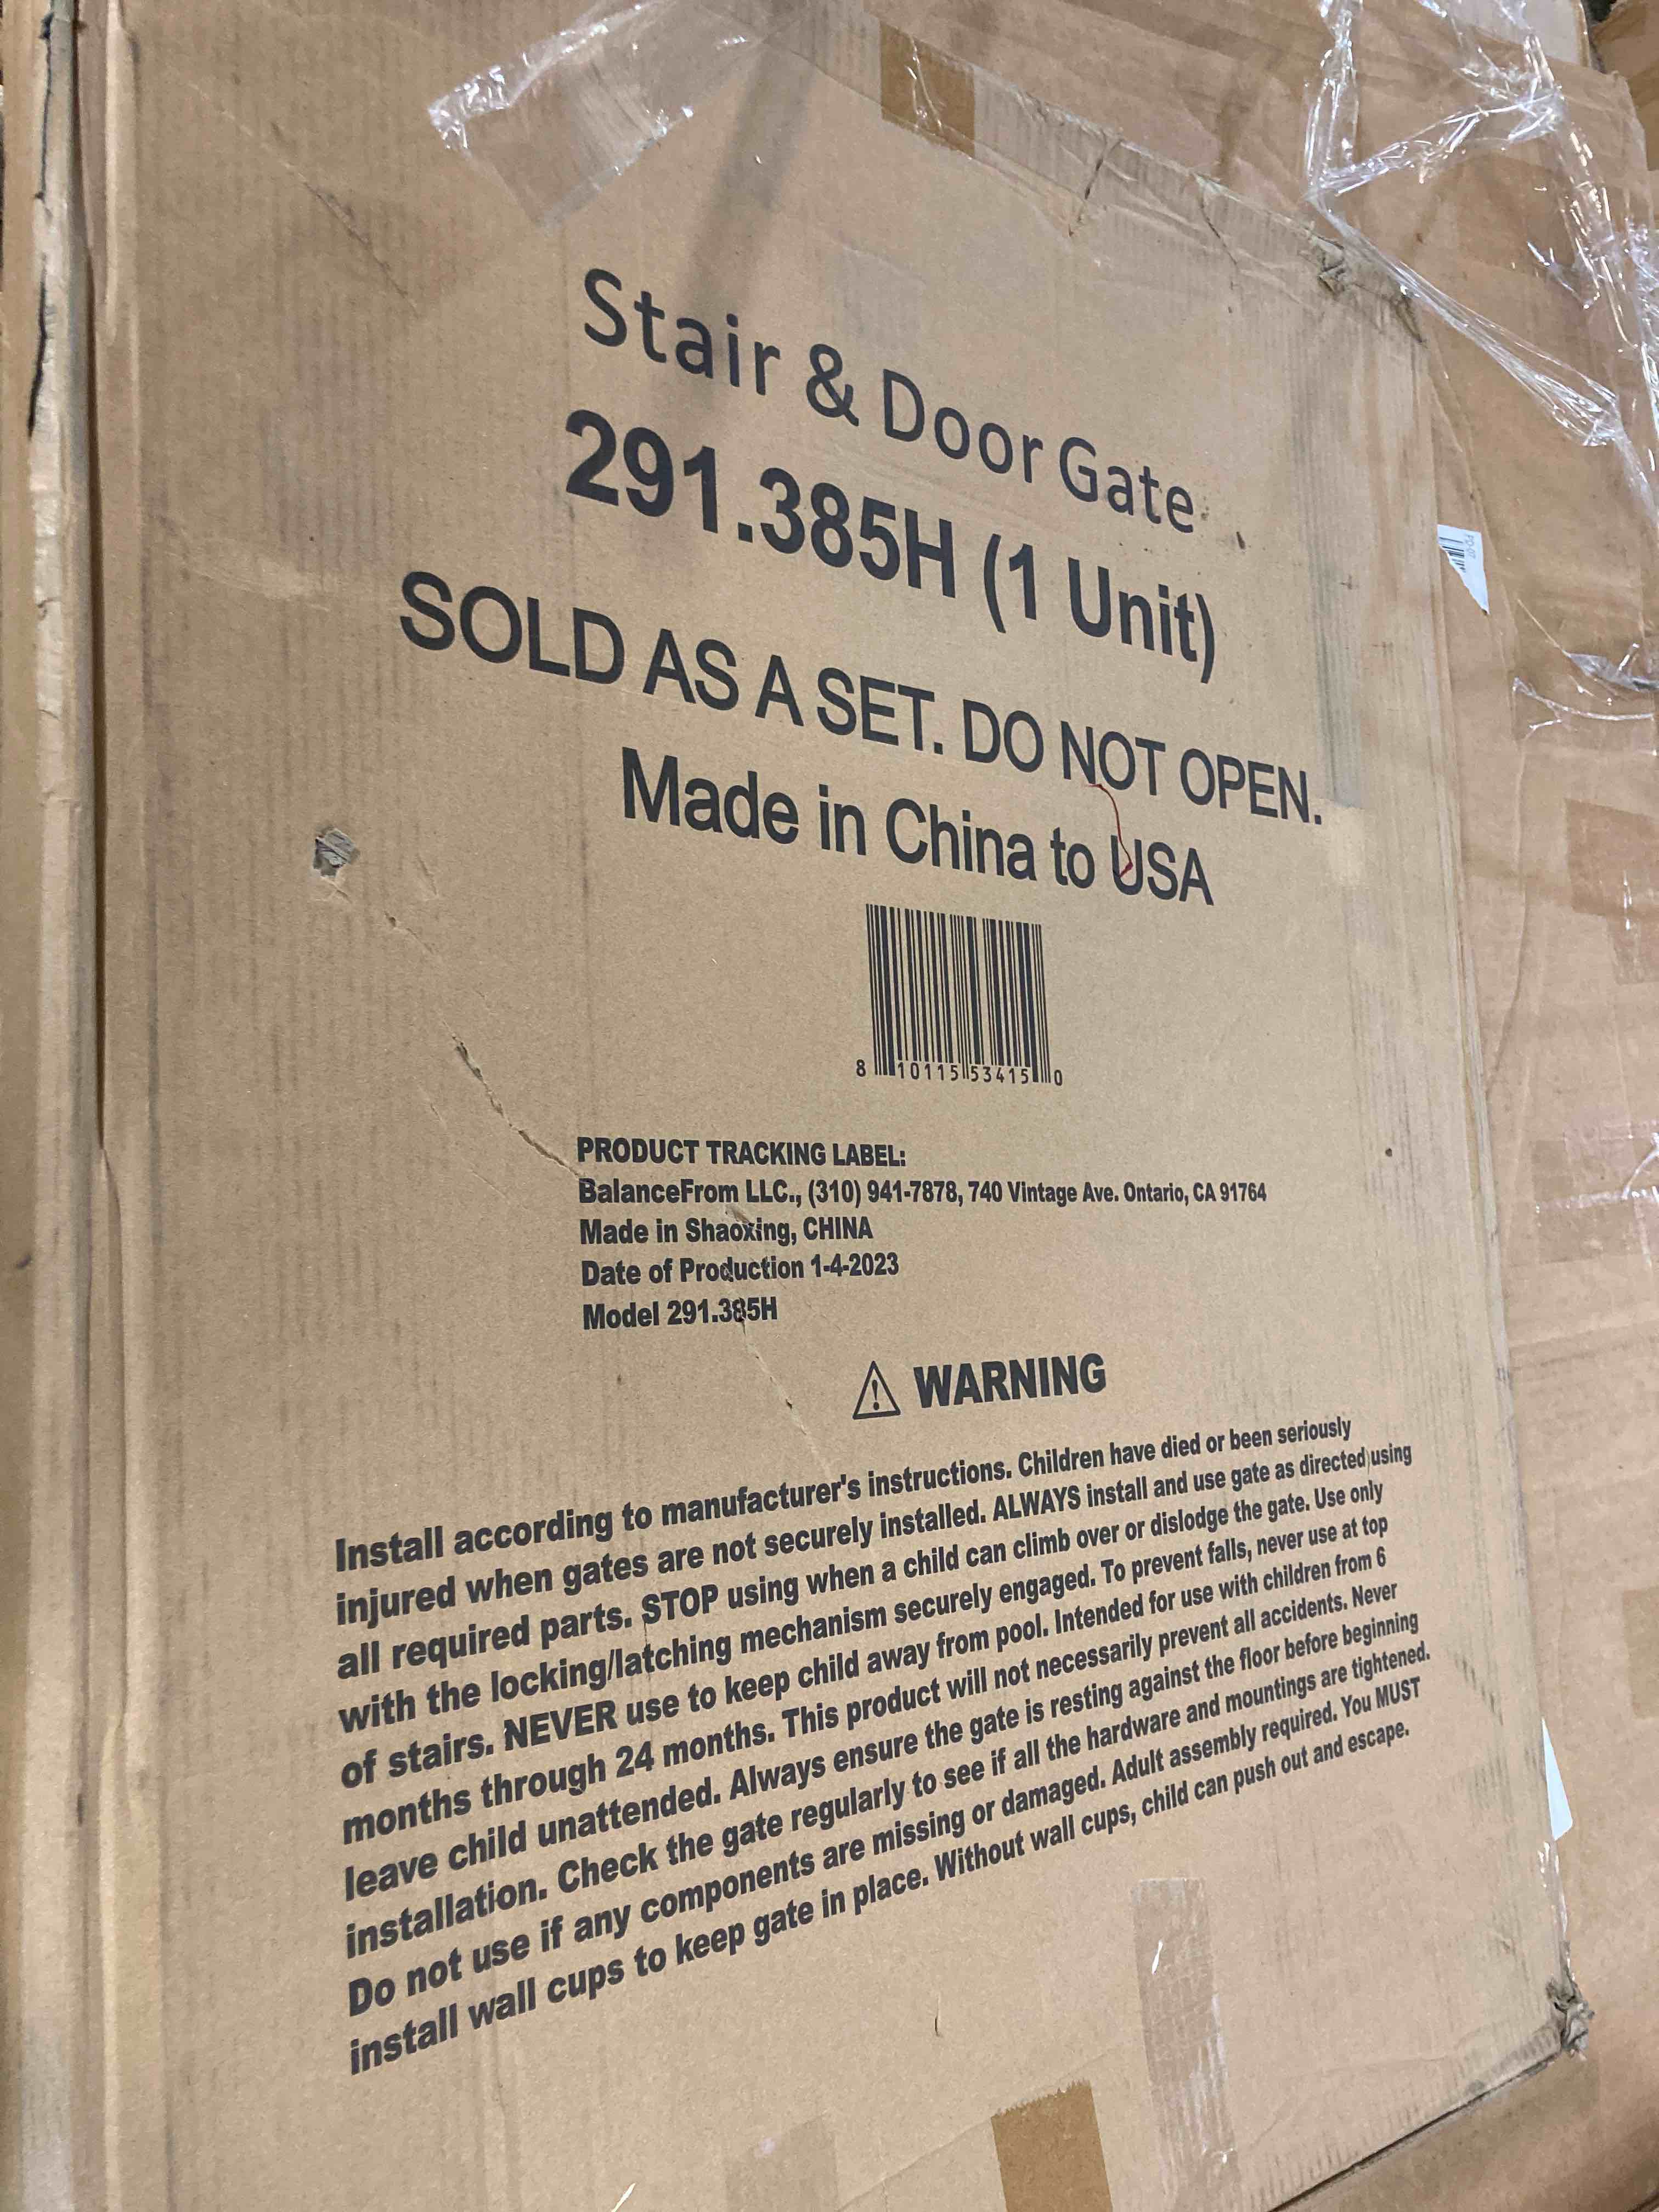 Stair & Door Gate
291.385H (1 Unit)
SOLD AS A SET. DO NOT OPEN.
Made in China to USA
8 10115 53415 0
PRODUCT TRACKING LABEL:
BalanceFrom LLC., (310) 941-7878, 740 Vintage Ave. Ontario, CA 91764
Made in Shaoxing, CHINA
Date of Production 1-4-2023
Model 291.385H
WARNING
Install according to manufacturer's instructions. Children have died or been seriously
injured when gates are not securely installed. ALWAYS install and use gate as directed using
all required parts. STOP using when a child can climb over or dislodge the gate. Use only
with the locking/latching mechanism securely engaged. To prevent falls, never use at top
of stairs. NEVER use to keep child away from pool. Intended for use with children from 6
months through 24 months. This product will not necessarily prevent all accidents. Never
leave child unattended. Always ensure the gate is resting against the floor before beginning
installation. Check the gate regularly to see if all the hardware and mountings are tightened.
Do not use if any components are missing or damaged. Adult assembly required. You MUST
install wall cups to keep gate in place. Without wall cups, child can push out and escape.